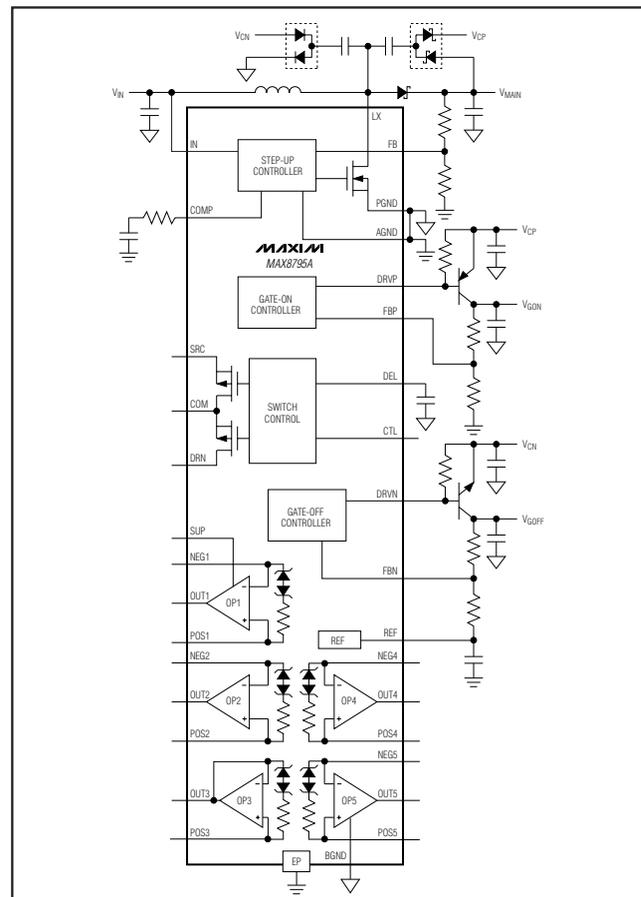 VCN
VCP
VIN
VMAIN
LX
IN
FB
STEP-UP
CONTROLLER
COMP
PGND
AGND
MAXIM
MAX8795A
VCP
DRVP
GATE-ON
CONTROLLER
FBP
VGON
SRC
DEL
COM
SWITCH
CONTROL
CTL
DRN
VCN
DRVN
GATE-OFF
CONTROLLER
VGOFF
SUP
NEG1
FBN
OUT1
OP1
POS1
REF
REF
NEG2
NEG4
OUT2
OP2
OP4
OUT4
POS2
POS4
NEG5
OUT3
OP3
OP5
OUT5
POS3
POS5
EP
BGND